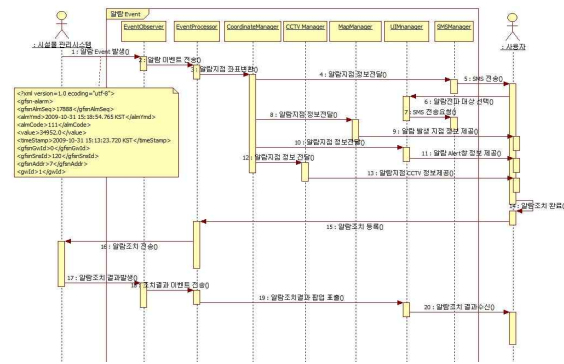 알람 Event
EventObserver
EventProcessor
CoordinateManager
CCTV Manager
MapManager
UIMnanager
SMSManager
: 시설물 관리시스템
: 사용자
1 : 알람 Event 발생()
2 : 알람 이벤트 전송()
3 : 알람지점 좌표변환()
4 : 알람지점 정보전달()
5 : SMS 전송()
6 : 알람전파 대상 선택()
7 : SMS 전송요청()
8 : 알람지점 정보전달()
9 : 알람 발생 지점 정보 제공()
10 : 알람지점 정보전달()
11 : 알람 Alert창 정보 제공()
12 : 알람지점 정보 전달()
13 : 알람지점 CCTV 정보제공()
14 : 알람조치 완료()
15 : 알람조치 등록()
16 : 알람조치 전송()
17 : 알람조치 결과발생()
18 : 조치결과 이벤트 전송()
19 : 알람조치결과 팝업 호출()
20 : 알람조치 결과수신()
<?xml version=1.0 ecoding="utf-8">
<gfsn-alarm>
<gfsnAlmSeq>17888</gfsnAlmSeq>
<almYmd>2009-10-31 15:18:54.765 KST</almYmd>
<almCode>111</almCode>
<value>34952.0</value>
<timeStamp>2009-10-31 15:13:23.720 KST</timeStamp>
<gfsnGwId>0</gfsnGwId>
<gfsnSnsId>120</gfsnSnsId>
<gfsnAddr>7</gfsnAddr>
<gwId>1</gwId>